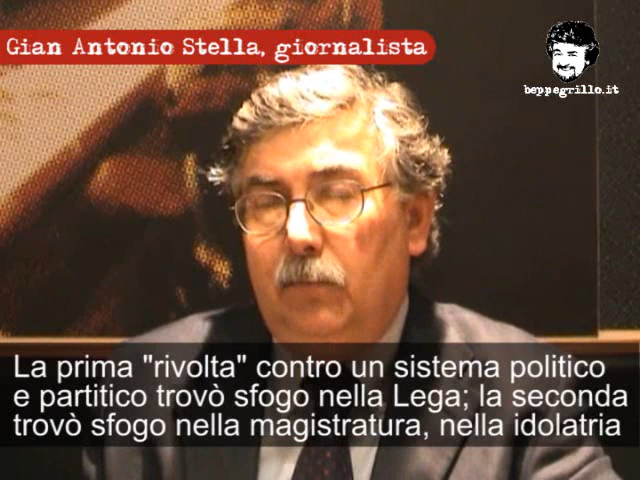 Gian Antonio Stella, giornalista
beppegrillo.it
La prima "rivolta" contro un sistema politico
e partitico trovò sfogo nella Lega; la seconda
trovò sfogo nella magistratura, nella idolatria